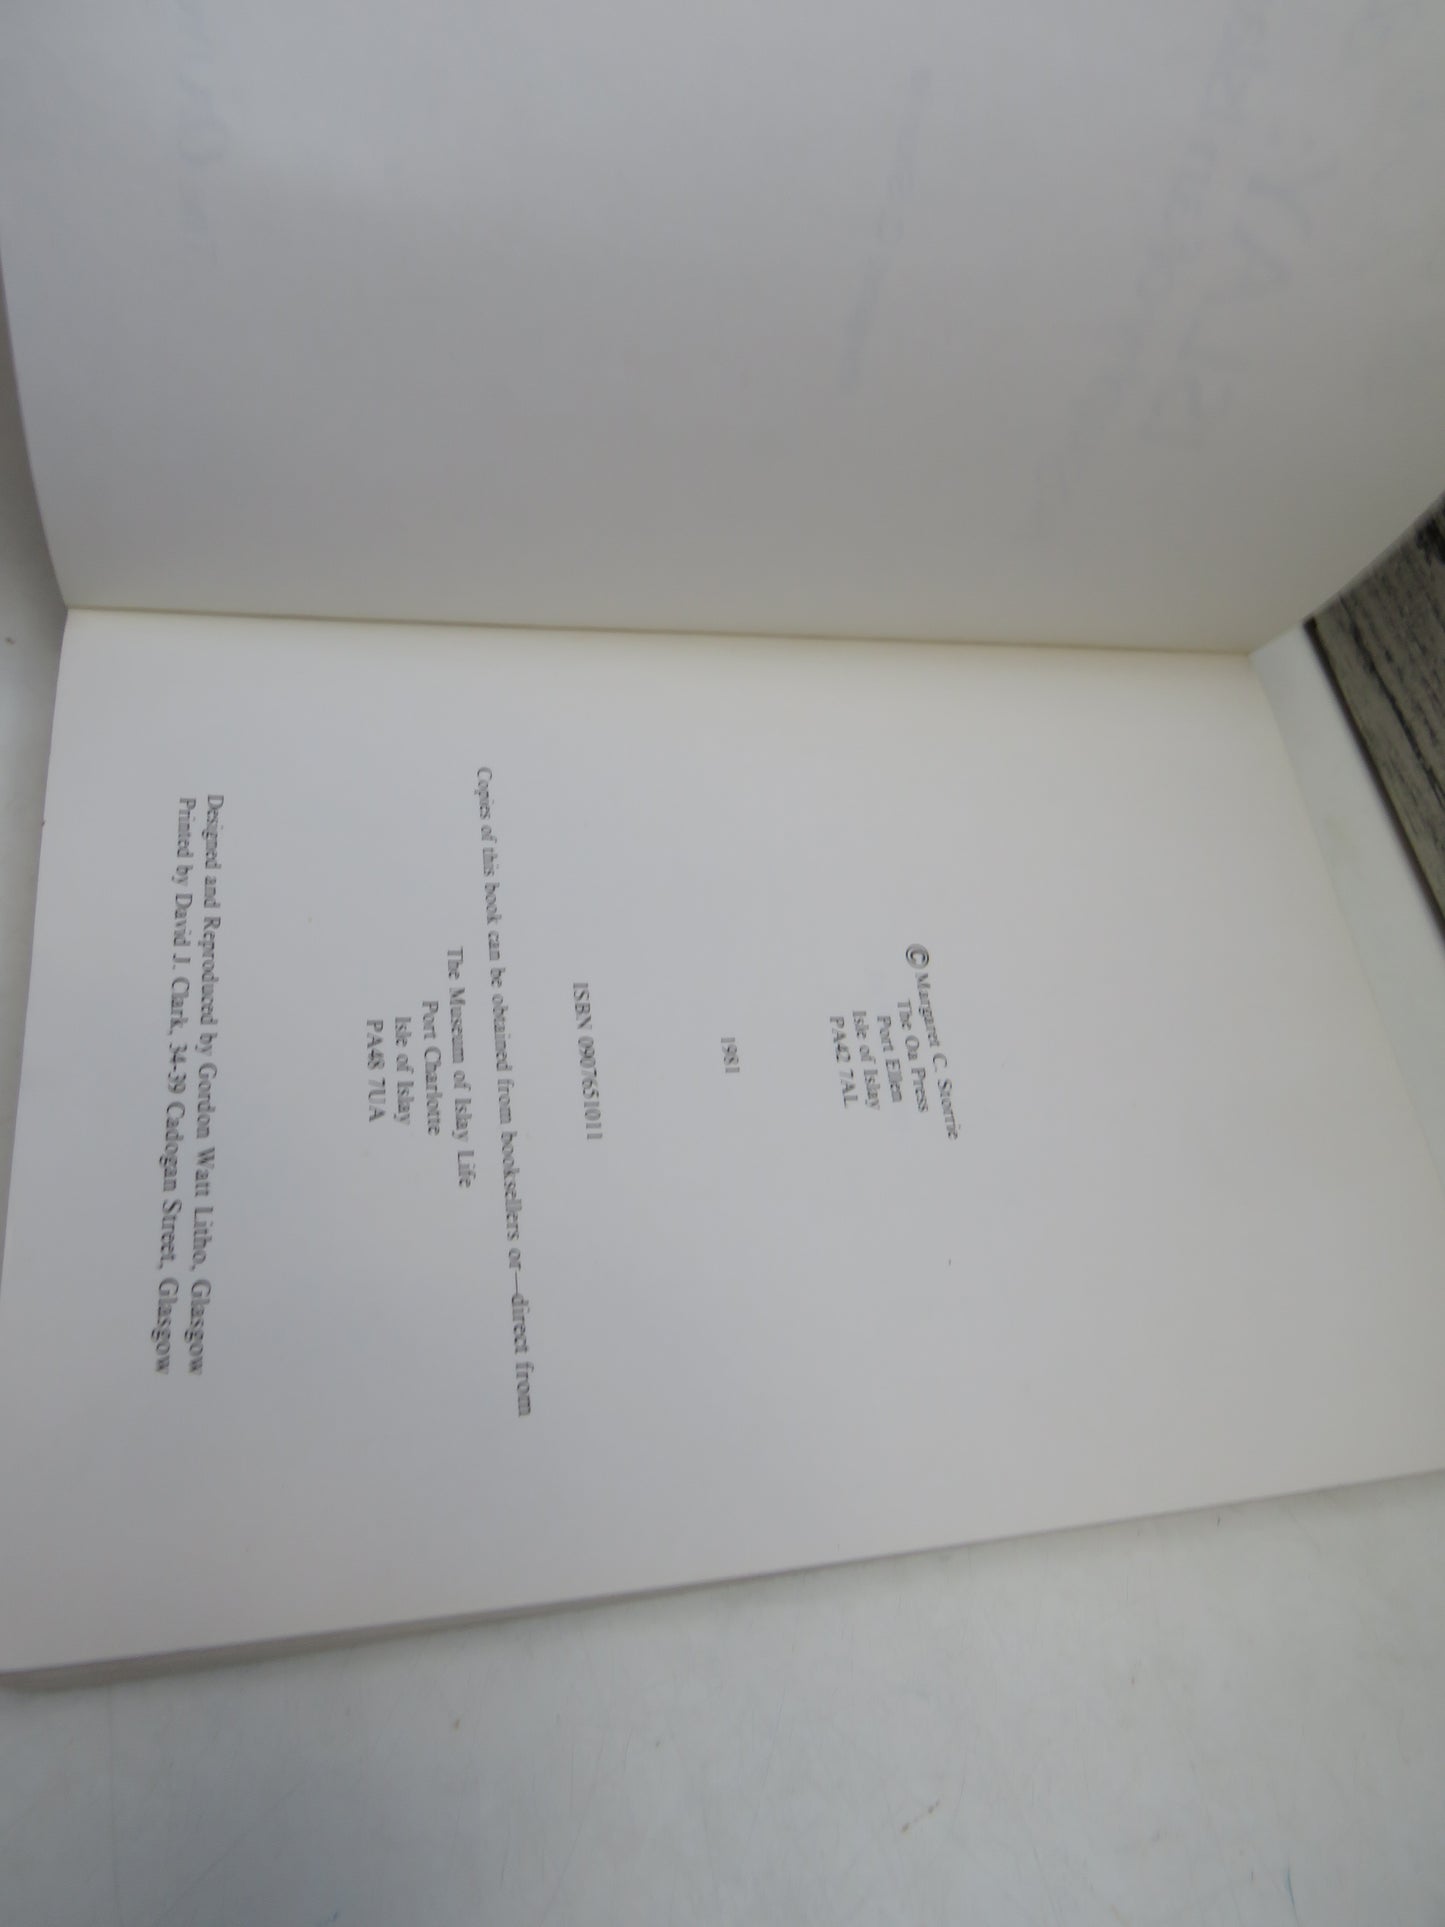 © Margaret C. Storrie
The Oa Press
Port Ellen
Isle of Islay
PA42 7AL
1981
ISBN 0907651011
Copies of this book can be obtained from booksellers or—direct from
The Museum of Islay Life
Port Charlotte
Isle of Islay
PA48 7UA
Designed and Reproduced by Gordon Watt Litho, Glasgow
Printed by David J. Clark, 34-39 Cadogan Street, Glasgow